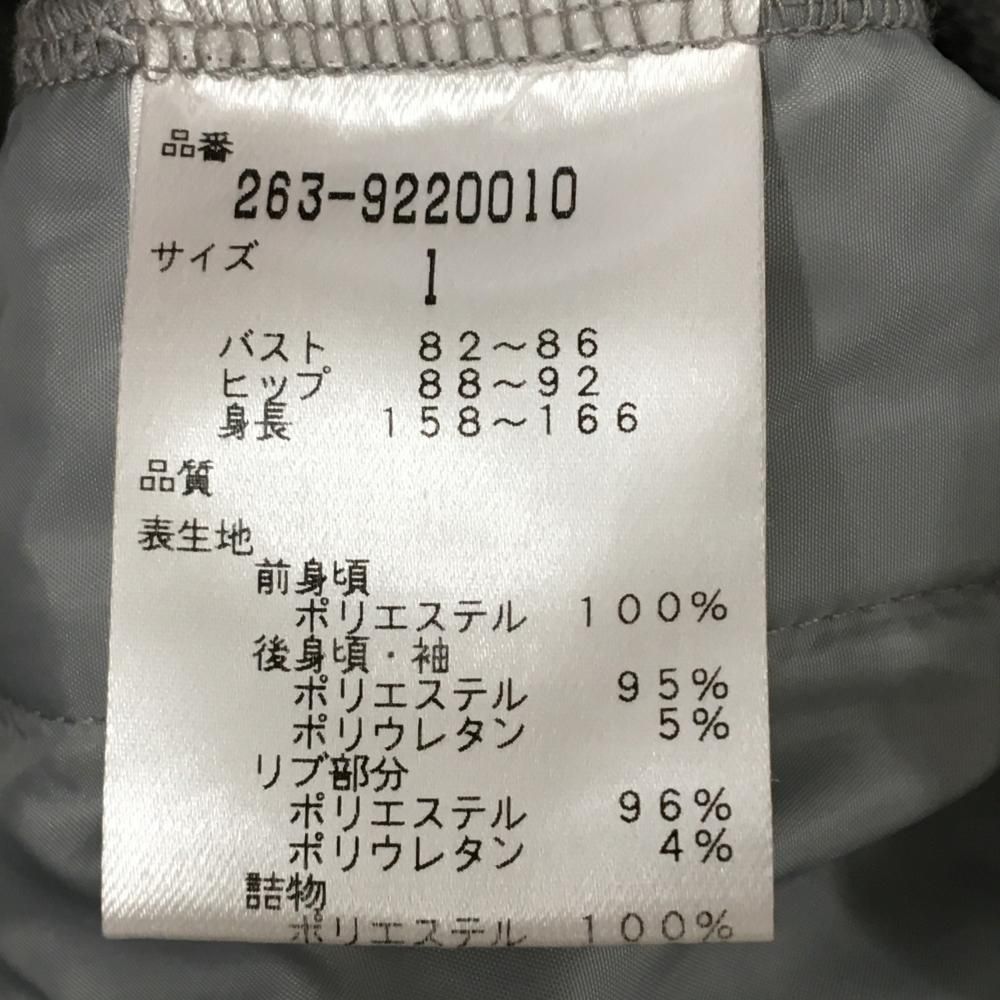 品番
263-9220010
サイズ 1
バスト 82～86
ヒップ 88～92
身長 158～166
品質
表生地
前身頃
ポリエステル 100%
後身頃・袖
ポリエステル 95%
ポリウレタン 5%
リブ部分
ポリエステル 96%
ポリウレタン 4%
詰物
ポリエステル 100%